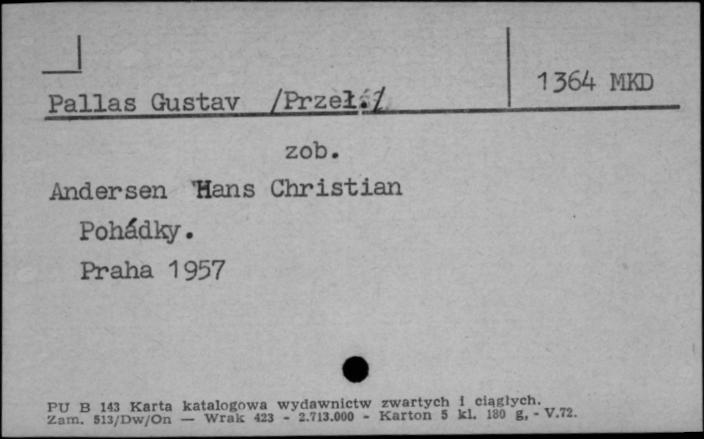 1364 MKD
Pallas Gustav /Przeł./
zob.
Andersen Hans Christian
Pohádky.
Praha 1957
PU B 143 Karta katalogowa wydawnictw zwartych i ciągłych.
Zam. 513/Dw/On — Wrak 423 - 2.713.000 - Karton 5 kl. 180 g, - V.72.